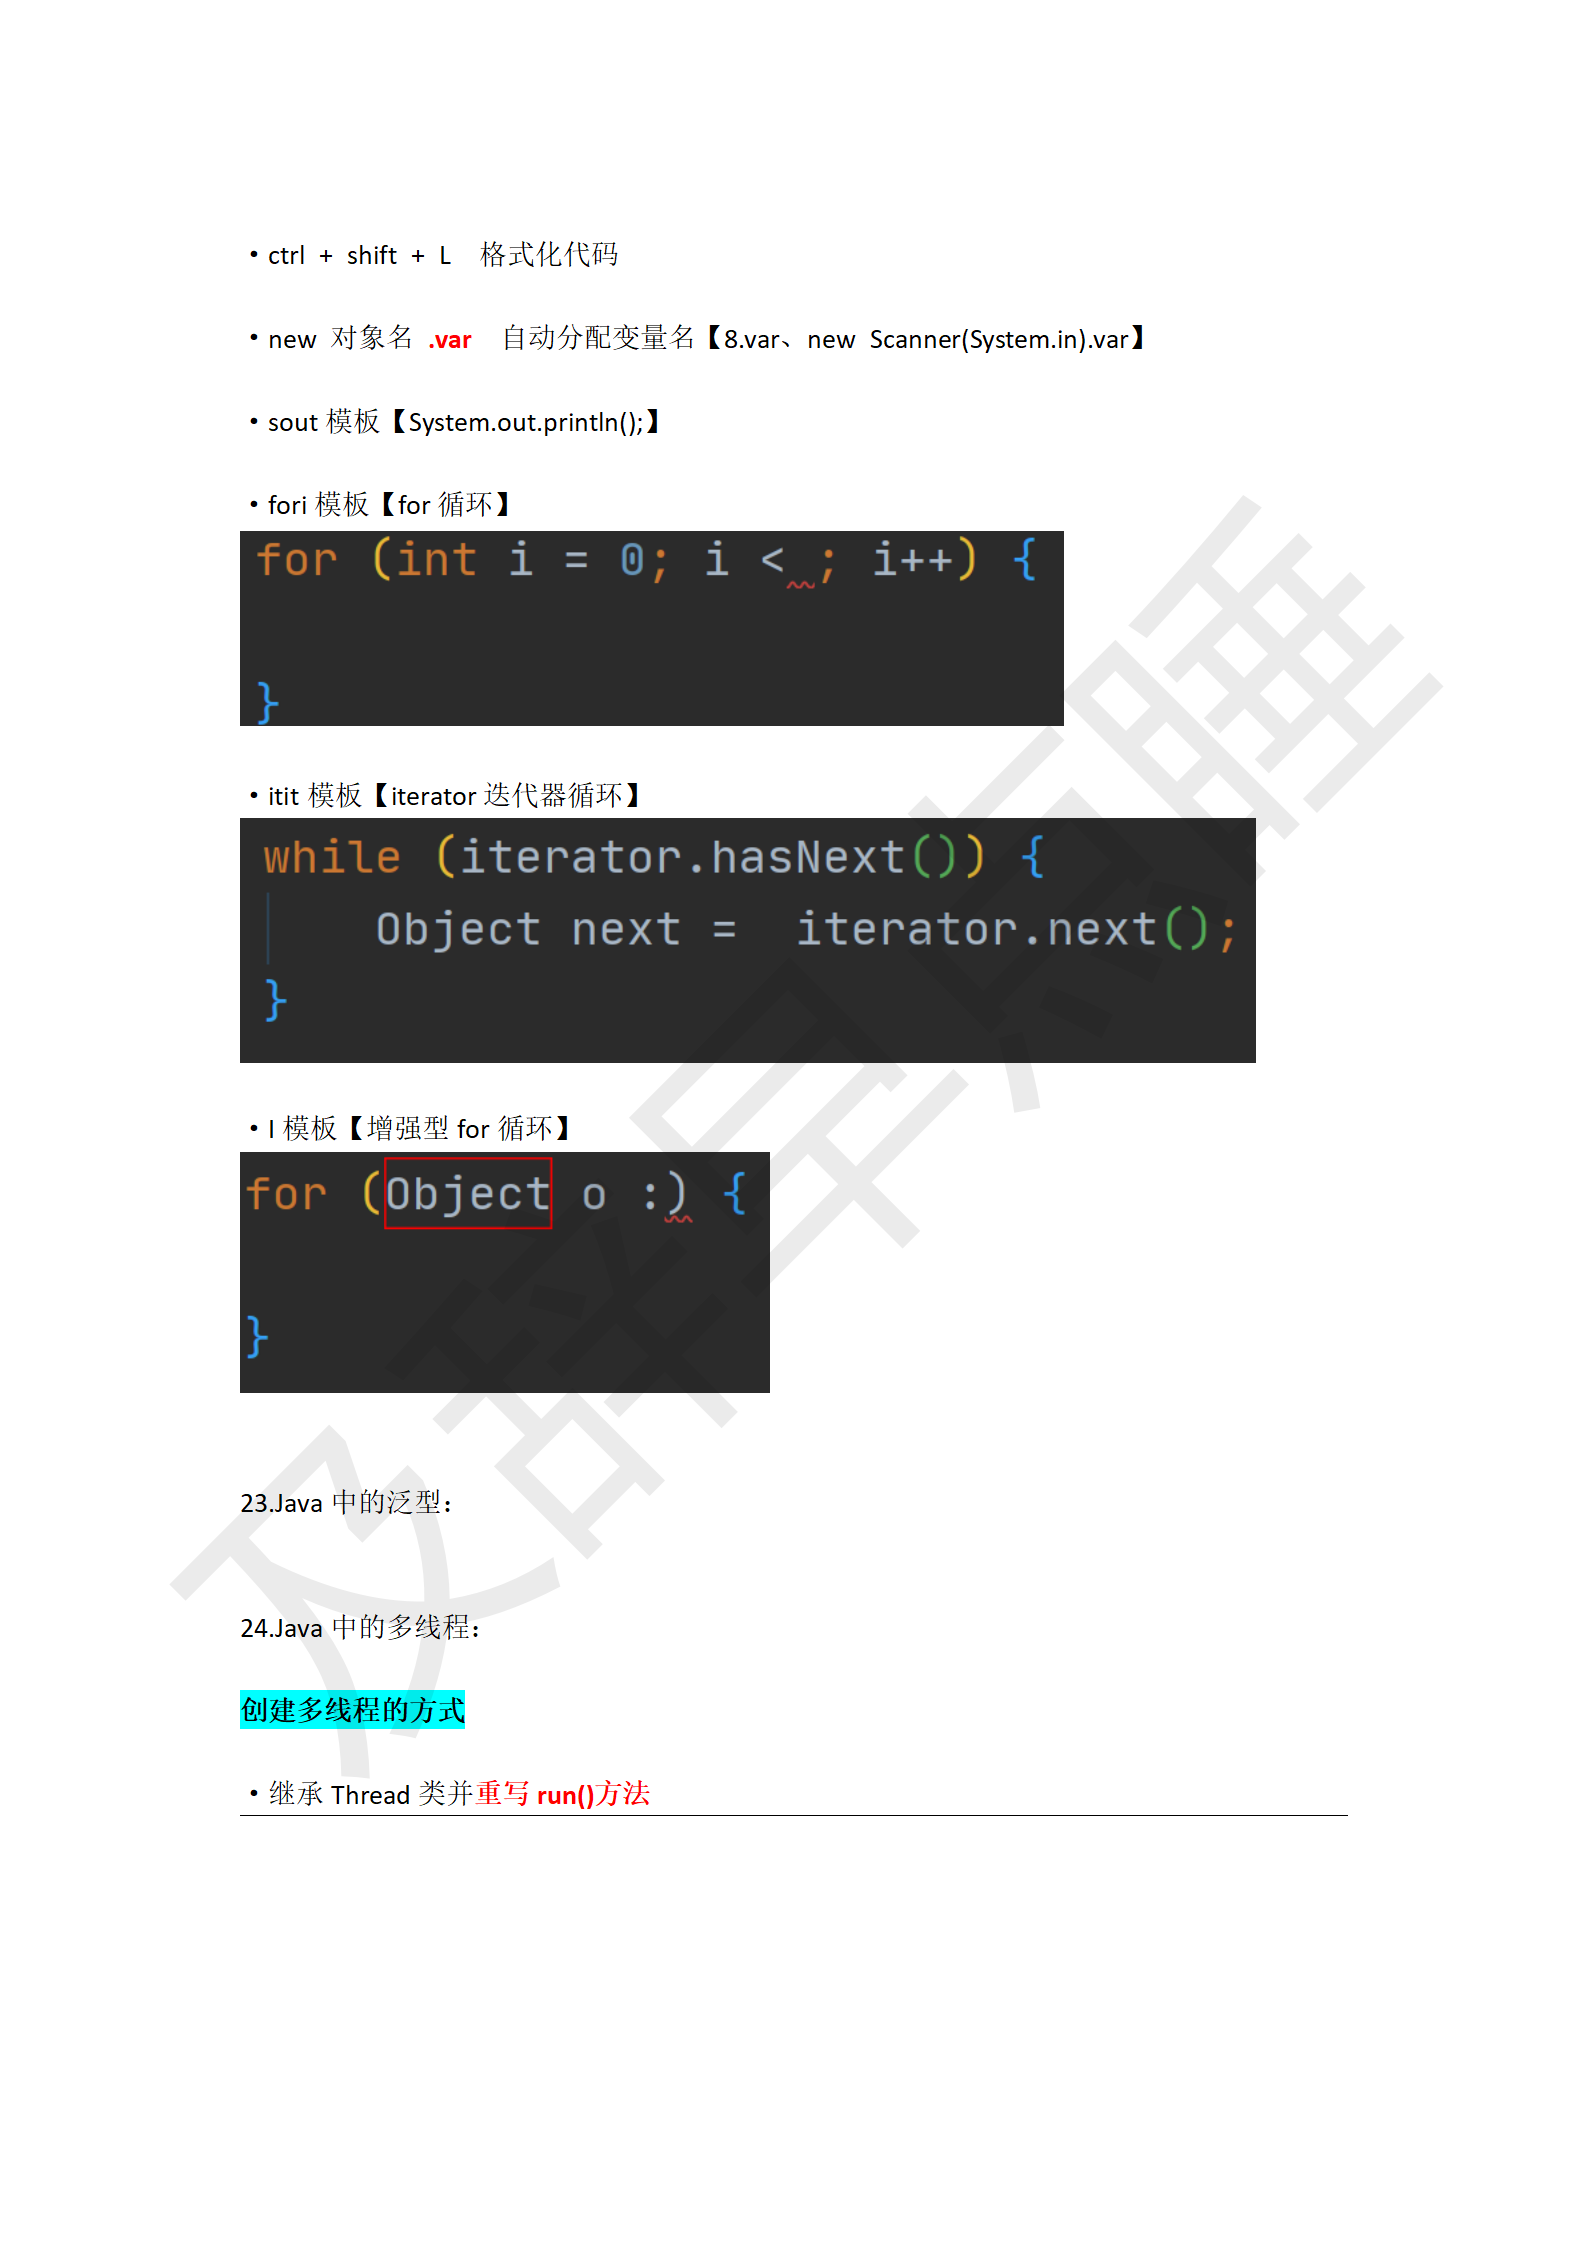 ·ctrl + shift + L 格式化代码
·new 对象名 .var 自动分配变量名【8.var、new Scanner(System.in).var】
·sout 模板【System.out.println();】
·fori 模板【for 循环】
for (int i = 0; i < ; i++) {
}
·itit 模板【iterator 迭代器循环】
while (iterator.hasNext()) {
Object next = iterator.next();
}
·I 模板【增强型 for 循环】
for (Object o :) {
}
23.Java 中的泛型：
24.Java 中的多线程：
创建多线程的方式
·继承 Thread 类并重写 run()方法
及辞早点睡